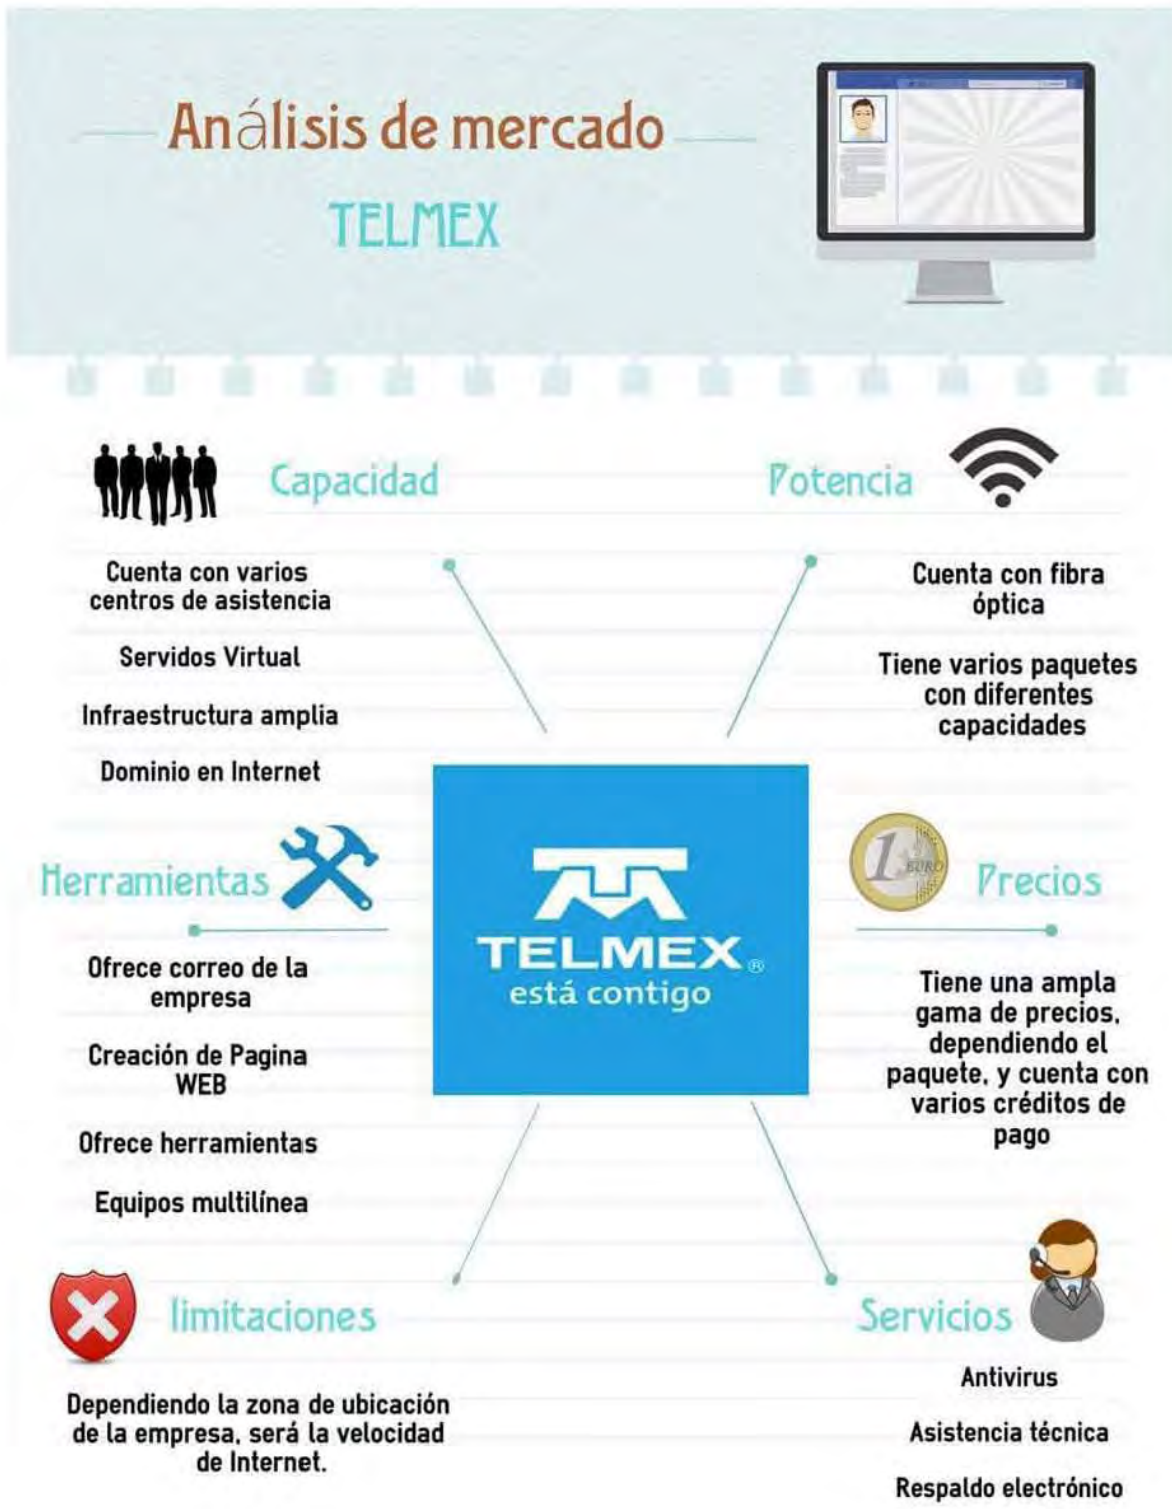 Análisis de mercado
TELMEX
Capacidad
Cuenta con varios
centros de asistencia
Servidos Virtual
Infraestructura amplia
Dominio en Internet
Potencia
Cuenta con fibra
óptica
Tiene varios paquetes
con diferentes
capacidades
Herramientas
Ofrece correo de la
empresa
Creación de Pagina
WEB
Ofrece herramientas
Equipos multilínea
TELMEX®
está contigo
1 EURO
Precios
Tiene una ampla
gama de precios,
dependiendo el
paquete, y cuenta con
varios créditos de
pago
limitaciones
Dependiendo la zona de ubicación
de la empresa, será la velocidad
de Internet.
Servicios
Antivirus
Asistencia técnica
Respaldo electrónico